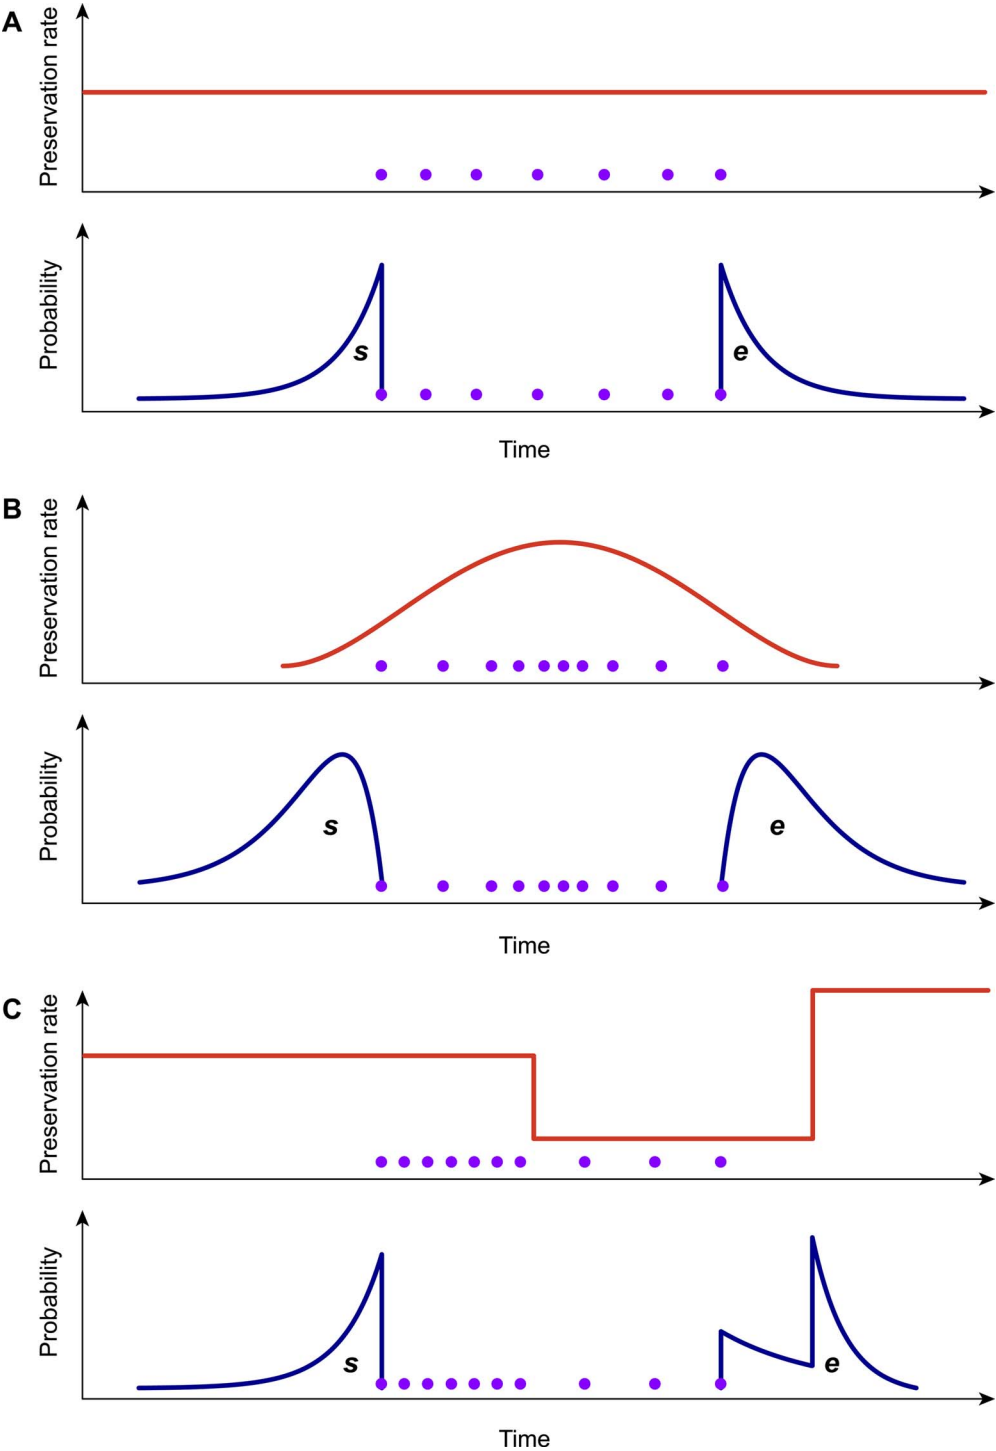 A
Preservation rate
Probability
s
e
Time
B
Preservation rate
Probability
s
e
Time
C
Preservation rate
Probability
s
e
Time